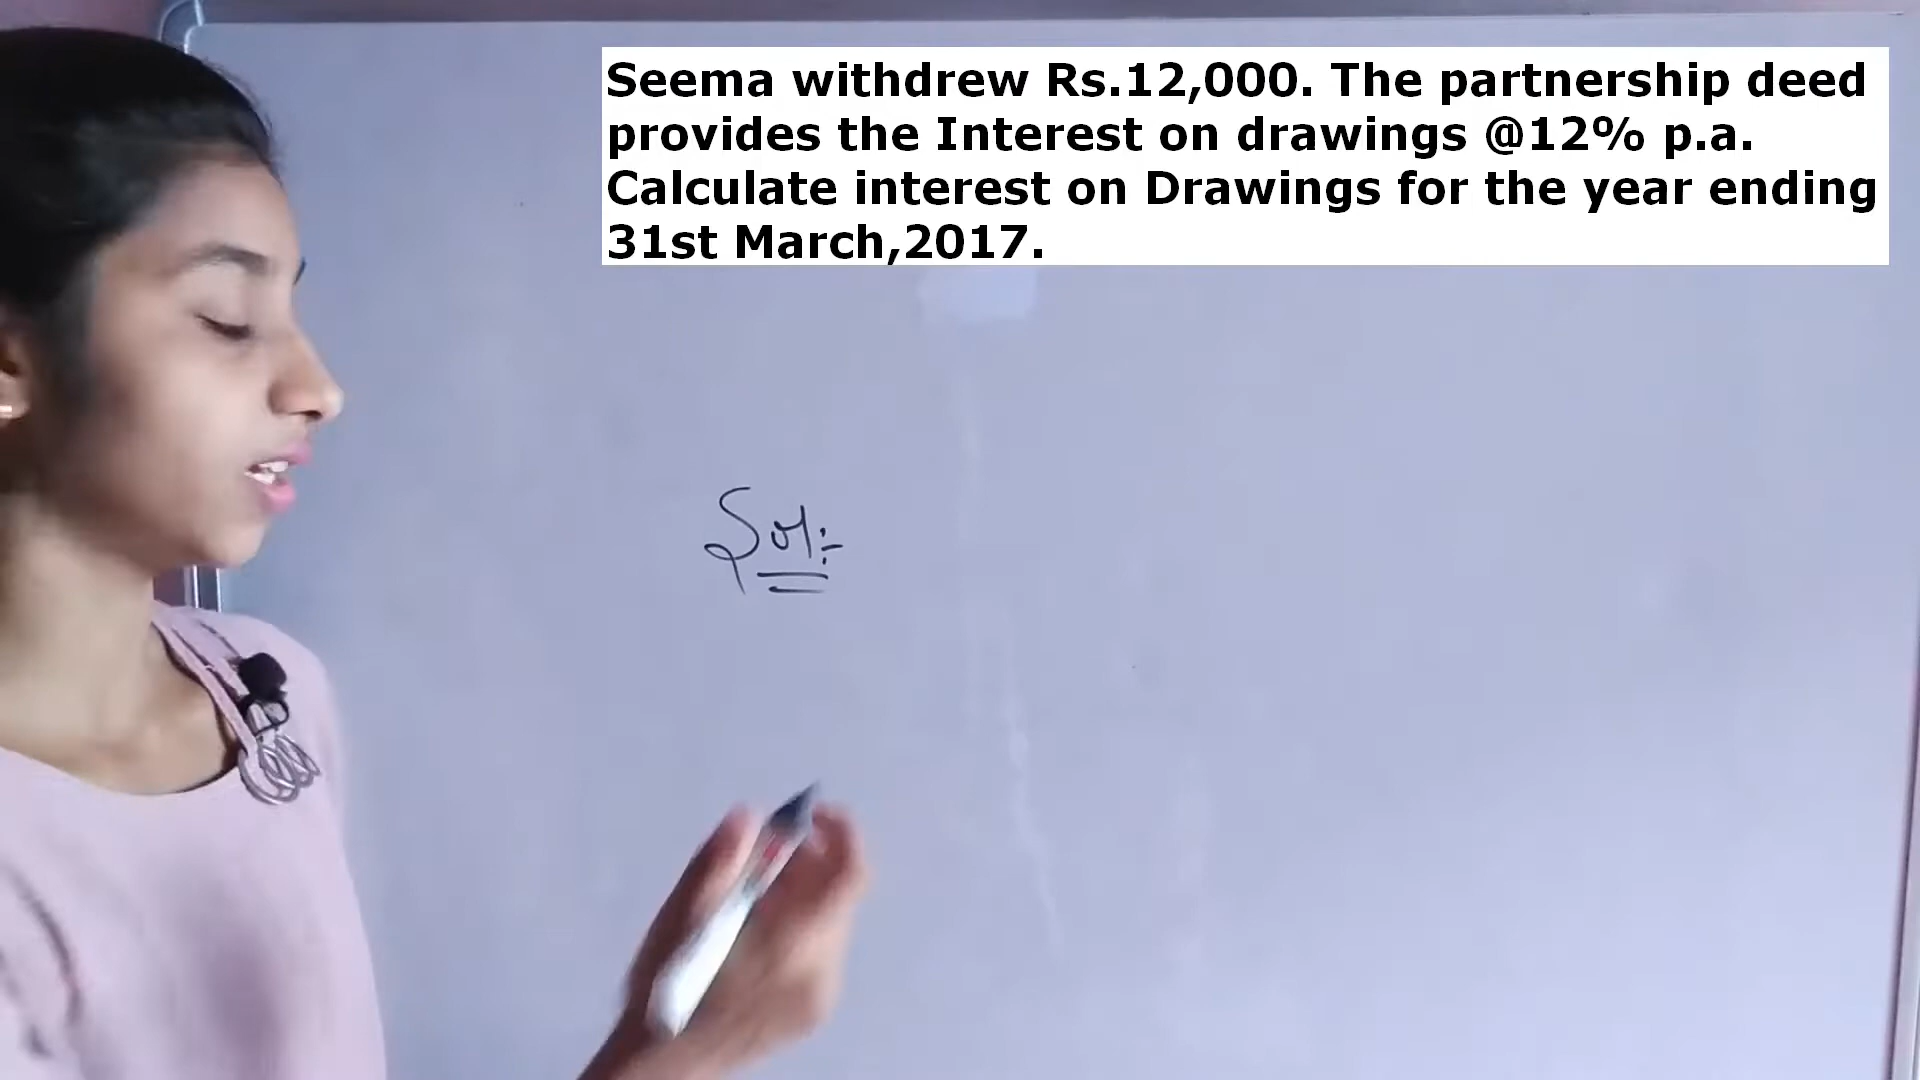 Seema withdrew Rs.12,000. The partnership deed
provides the Interest on drawings @12% p.a.
Calculate interest on Drawings for the year ending
31st March,2017.
Sol:-